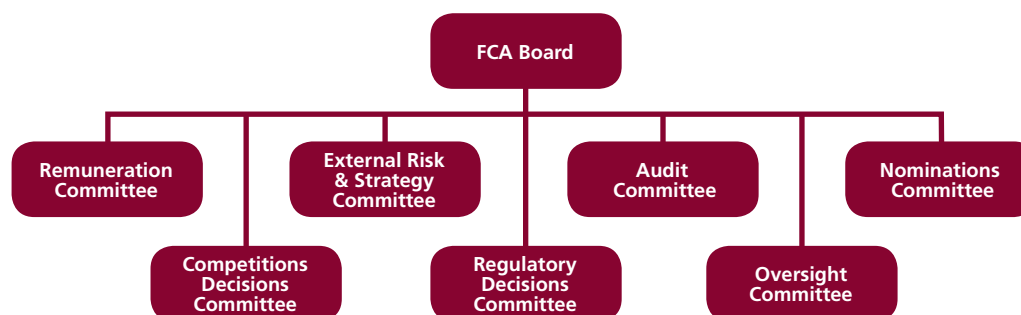 FCA Board
Remuneration
Committee
External Risk
& Strategy
Committee
Audit
Committee
Nominations
Committee
Competitions
Decisions
Committee
Regulatory
Decisions
Committee
Oversight
Committee